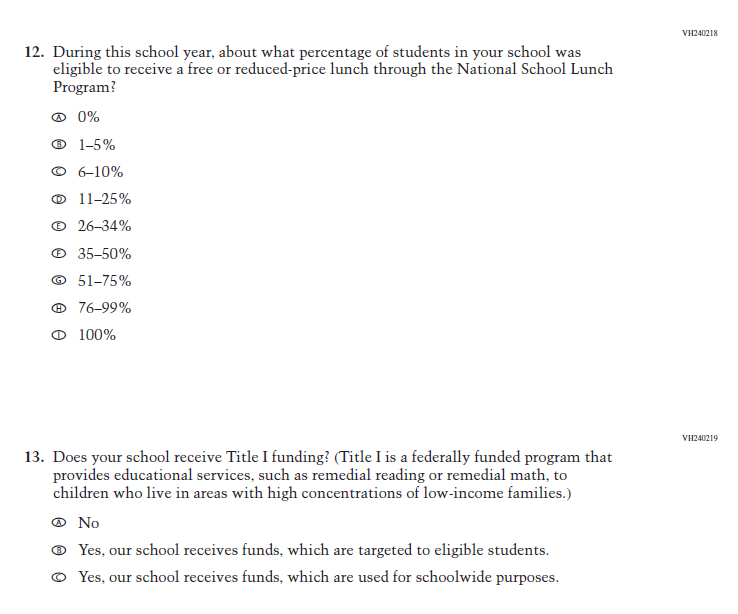 VH240218
12. During this school year, about what percentage of students in your school was
eligible to receive a free or reduced-price lunch through the National School Lunch
Program?
Ⓐ 0%
Ⓑ 1–5%
Ⓒ 6–10%
Ⓓ 11–25%
Ⓔ 26–34%
Ⓕ 35–50%
Ⓖ 51–75%
Ⓗ 76–99%
Ⓘ 100%
VH240219
13. Does your school receive Title I funding? (Title I is a federally funded program that
provides educational services, such as remedial reading or remedial math, to
children who live in areas with high concentrations of low-income families.)
Ⓐ No
Ⓑ Yes, our school receives funds, which are targeted to eligible students.
Ⓒ Yes, our school receives funds, which are used for schoolwide purposes.